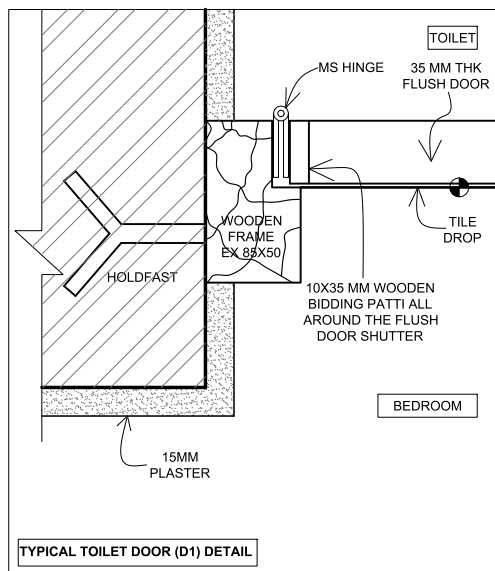 TOILET
MS HINGE
35 MM THK
FLUSH DOOR
WOODEN
FRAME
EX 85X50
TILE
DROP
HOLDFAST
10X35 MM WOODEN
BIDDING PATTI ALL
AROUND THE FLUSH
DOOR SHUTTER
BEDROOM
15MM
PLASTER
TYPICAL TOILET DOOR (D1) DETAIL